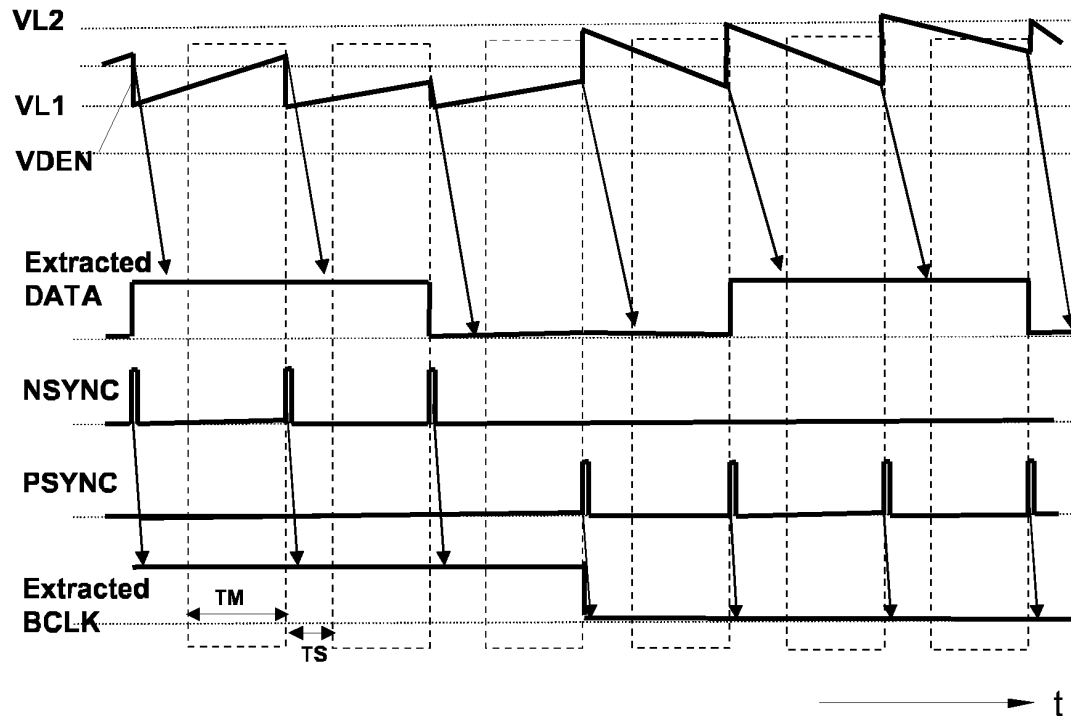 VL2
VL1
VDEN
Extracted
DATA
NSYNC
PSYNC
Extracted
BCLK
TM
TS
t